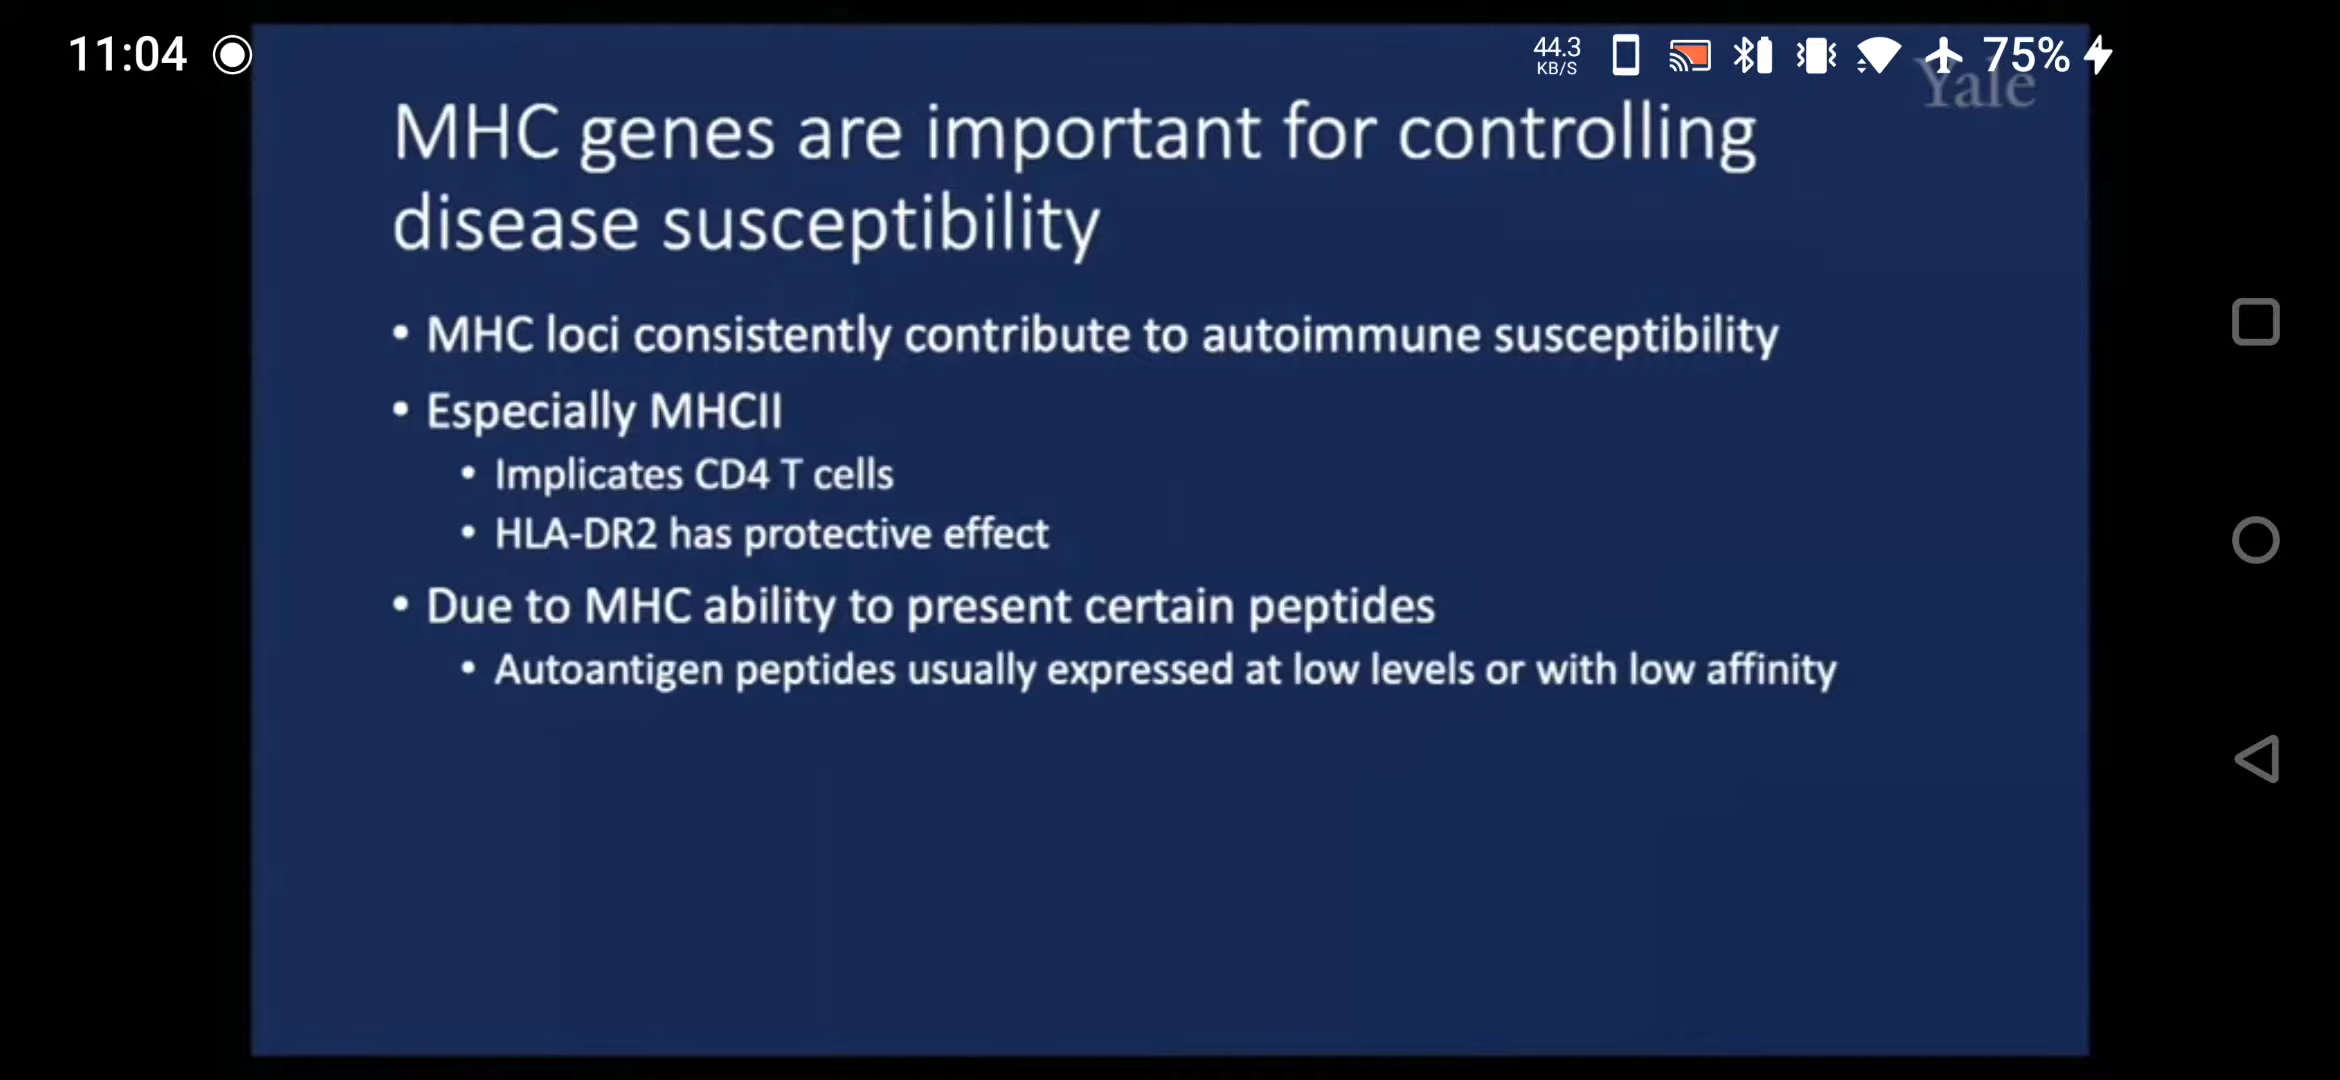 11:04
44.3
KB/S
75%
Yale
MHC genes are important for controlling
disease susceptibility
• MHC loci consistently contribute to autoimmune susceptibility
• Especially MHCII
• Implicates CD4 T cells
• HLA-DR2 has protective effect
• Due to MHC ability to present certain peptides
• Autoantigen peptides usually expressed at low levels or with low affinity